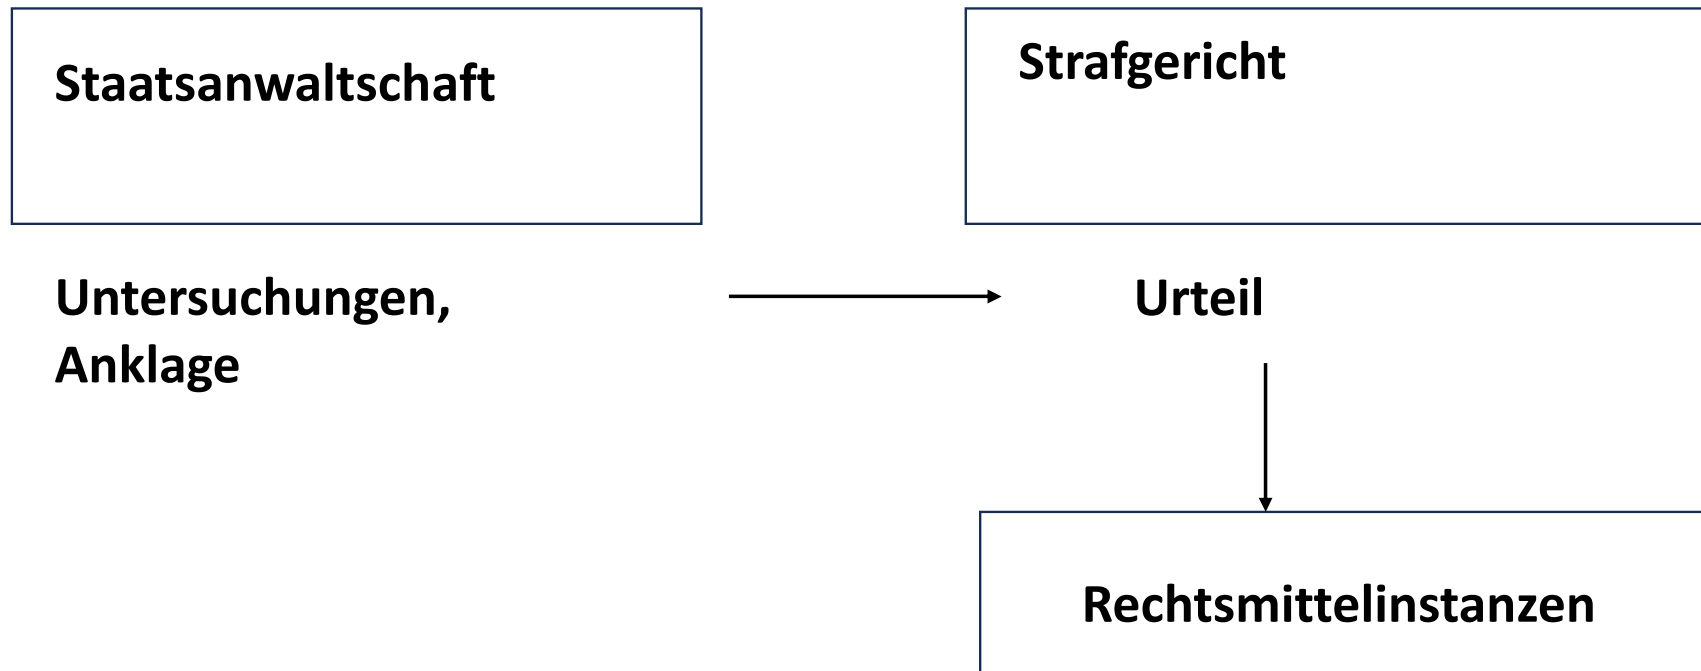 Staatsanwaltschaft
Strafgericht
Untersuchungen,
Anklage
Urteil
Rechtsmittelinstanzen